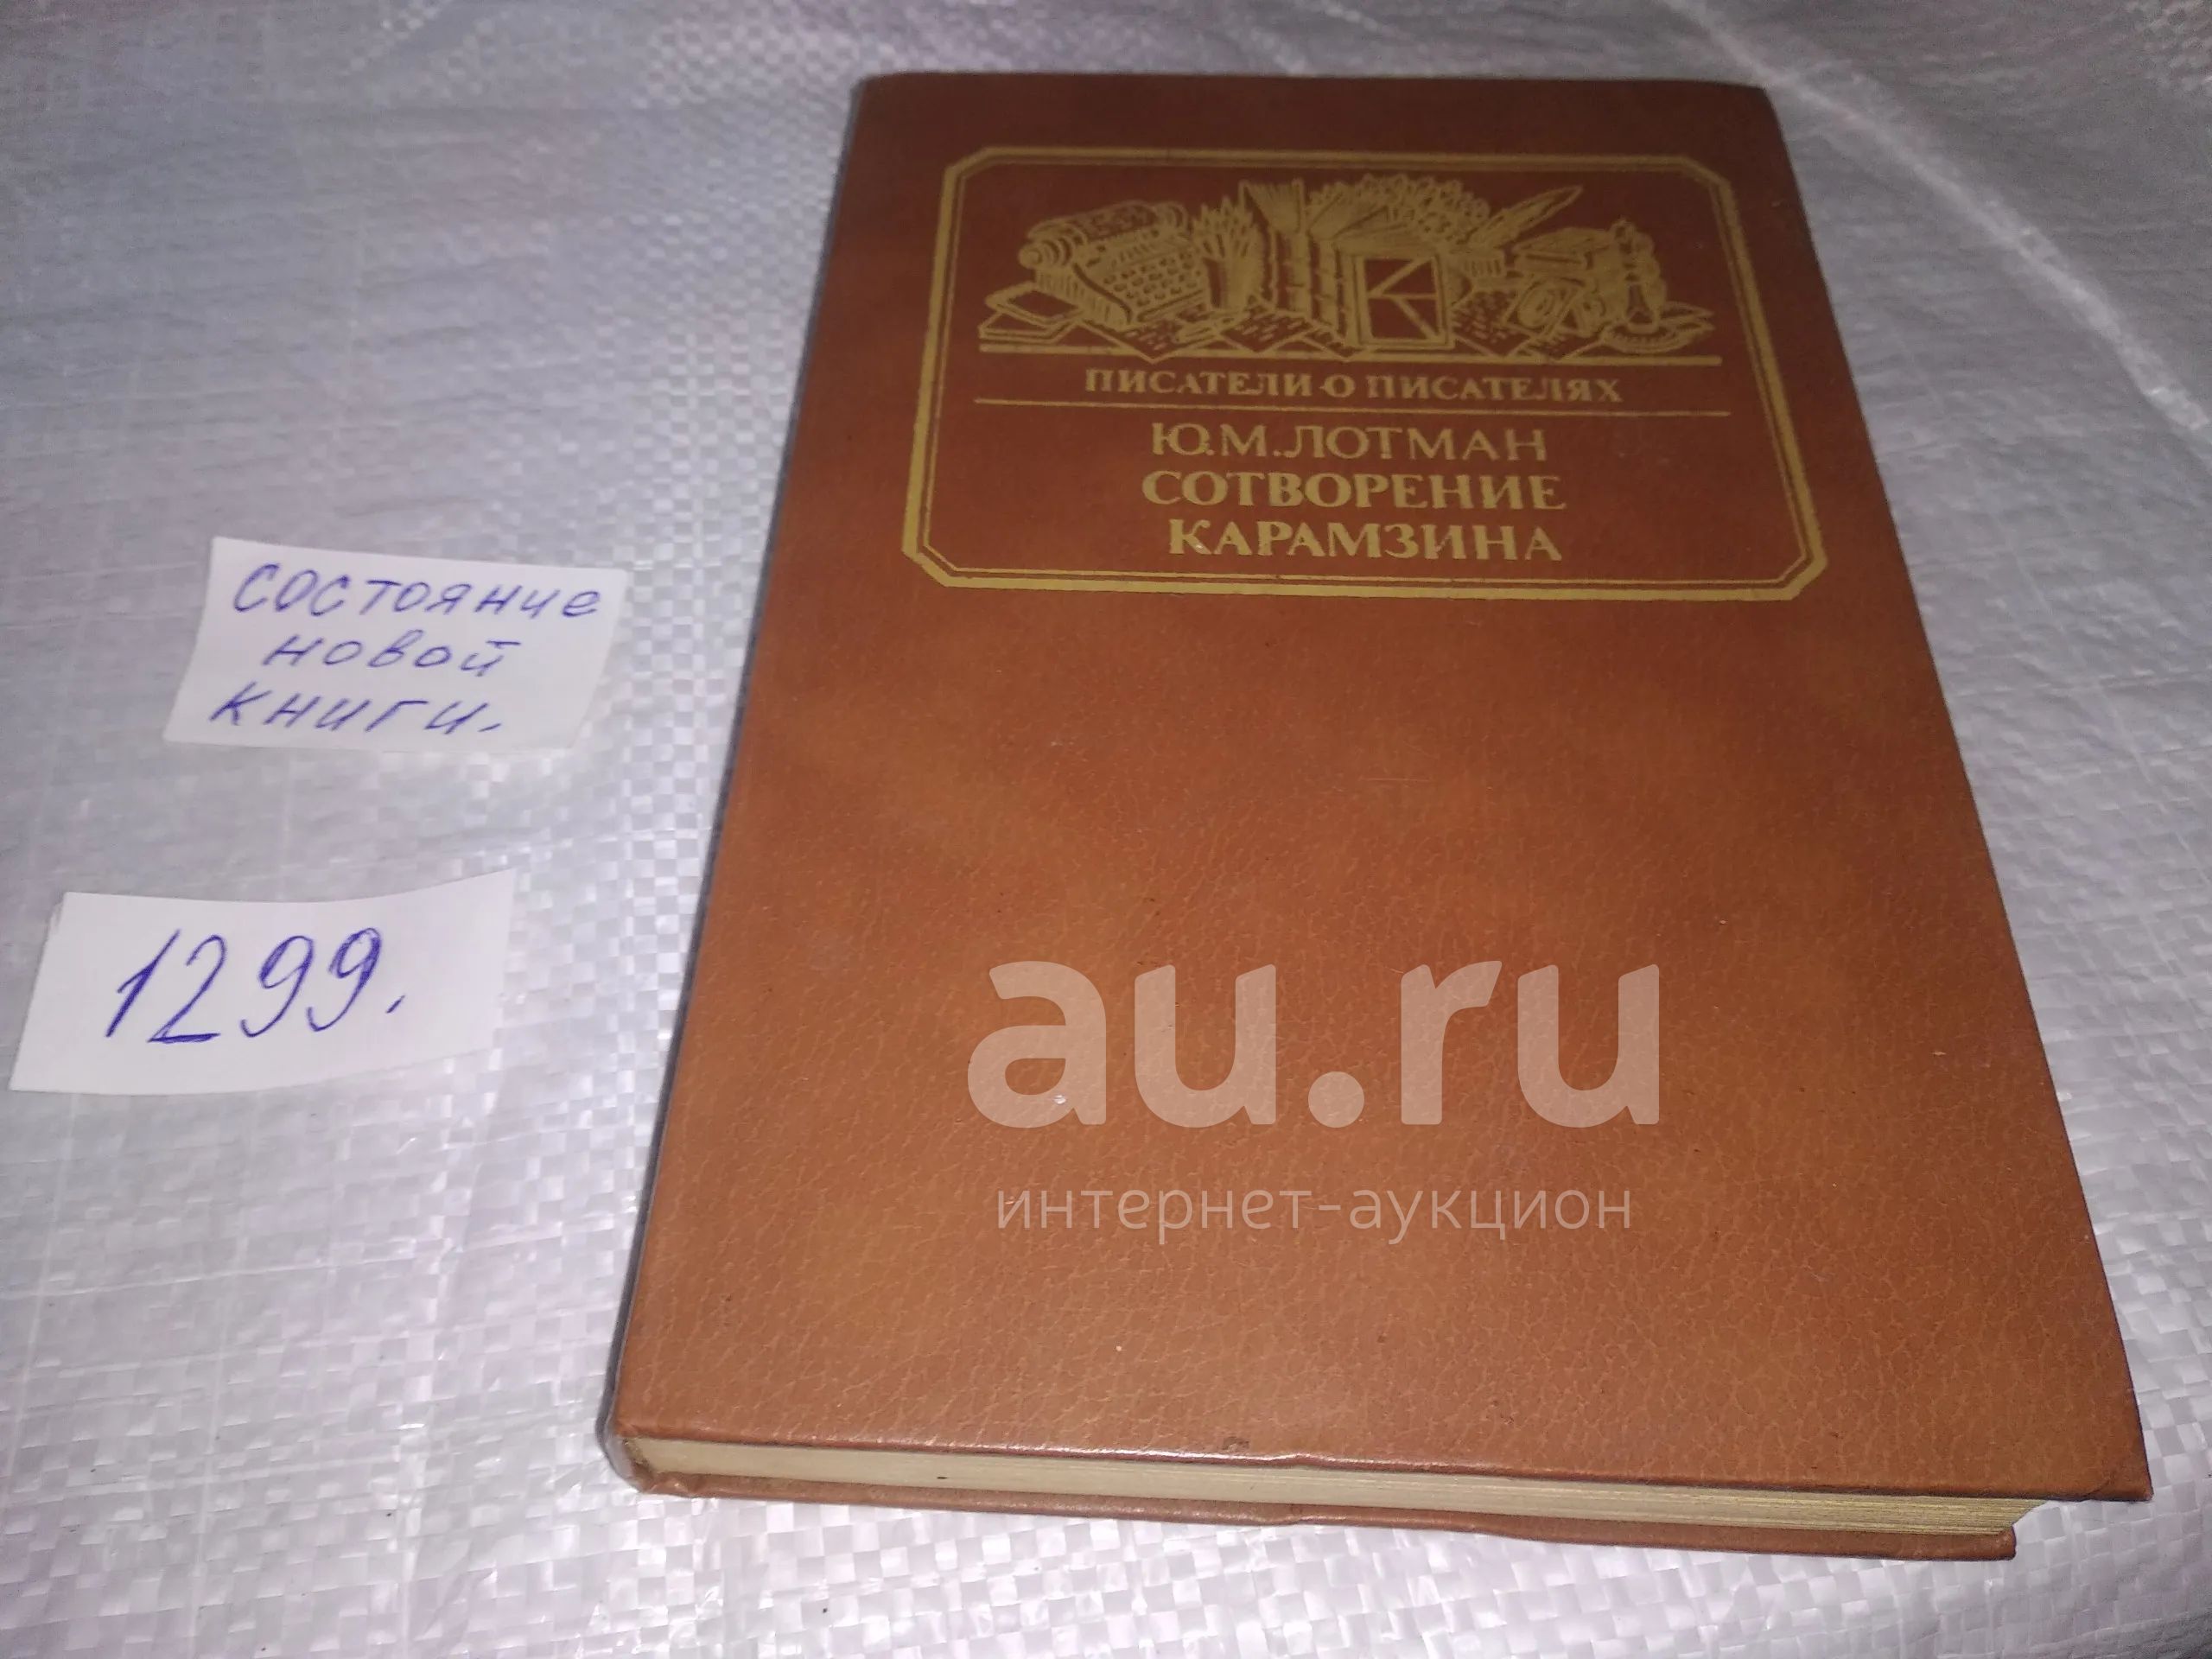 ПИСАТЕЛИ О ПИСАТЕЛЯХ
Ю.М.ЛОТМАН
СОТВОРЕНИЕ
КАРАМЗИНА
состояние
новой
книги.
1299.
au.ru
интернет-аукцион